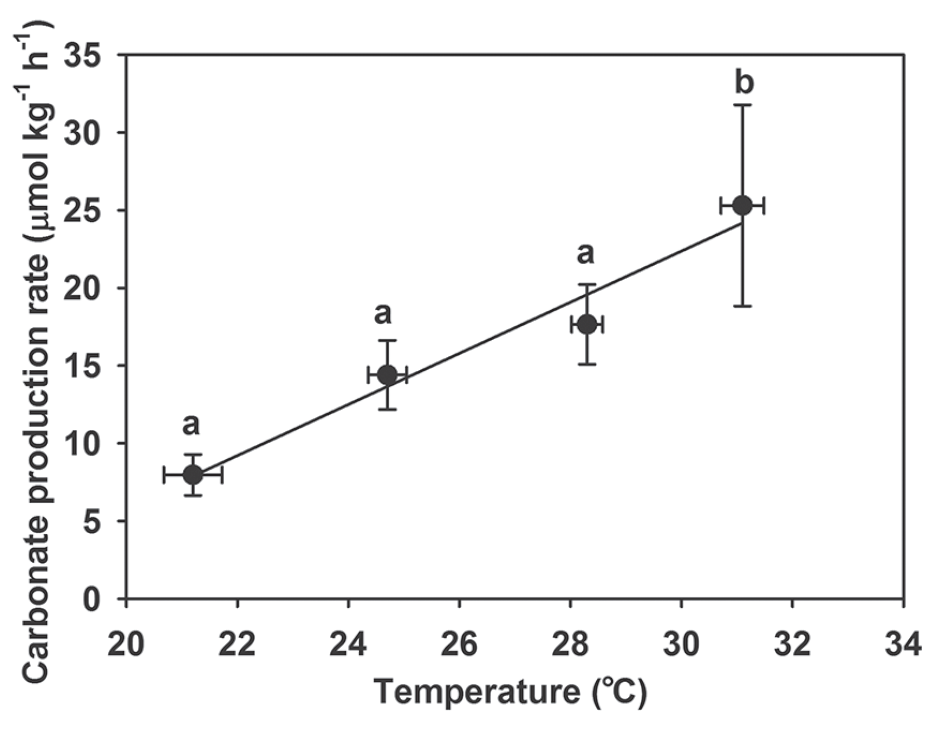 Carbonate production rate (μmol kg⁻¹ h⁻¹)
35
30
25
20
15
10
5
0
a
a
a
b
20 22 24 26 28 30 32 34
Temperature (℃)